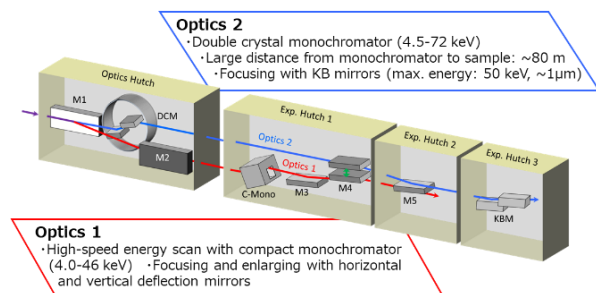 Optics 2
・Double crystal monochromator (4.5-72 keV)
・Large distance from monochromator to sample: ~80 m
・Focusing with KB mirrors (max. energy: 50 keV, ~1μm)
Optics Hutch
M1
DCM
M2
Exp. Hutch 1
Optics 2
Optics 1
C-Mono
M3
M4
Exp. Hutch 2
M5
Exp. Hutch 3
KBM
Optics 1
・High-speed energy scan with compact monochromator
(4.0-46 keV) ・Focusing and enlarging with horizontal
and vertical deflection mirrors